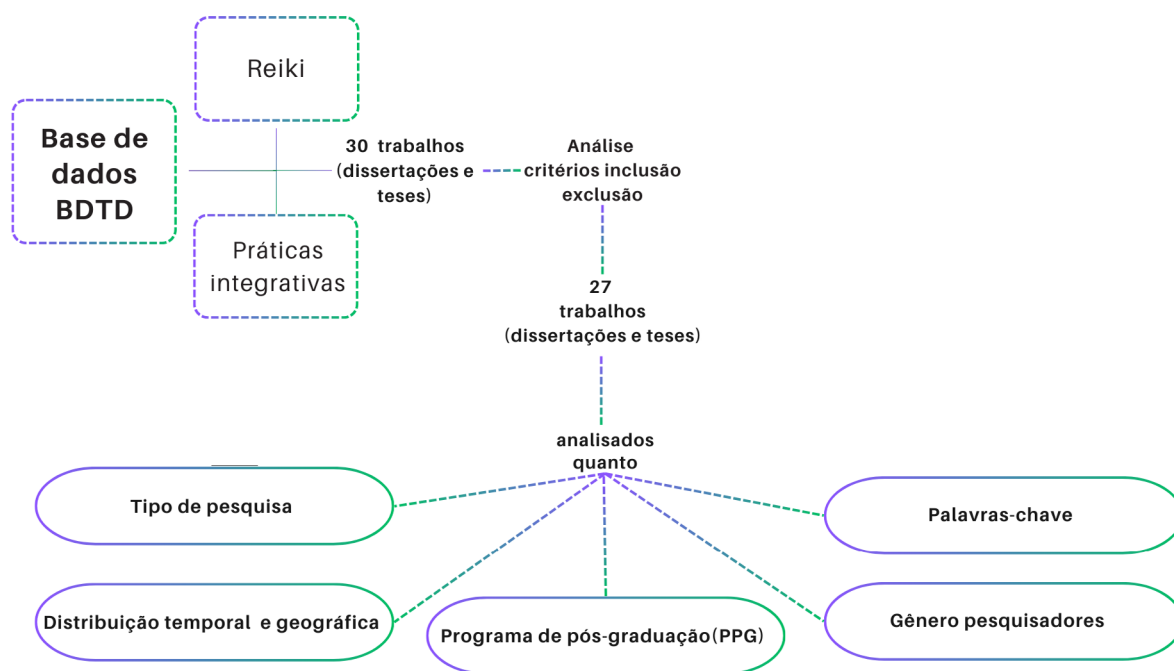 Reiki
Base de
dados
BDTD
30 trabalhos
(dissertações e
teses)
Análise
critérios inclusão
exclusão
Práticas
integrativas
27
trabalhos
(dissertações e teses)
analisados
quanto
Tipo de pesquisa
Palavras-chave
Distribuição temporal e geográfica
Programa de pós-graduação(PPG)
Gênero pesquisadores